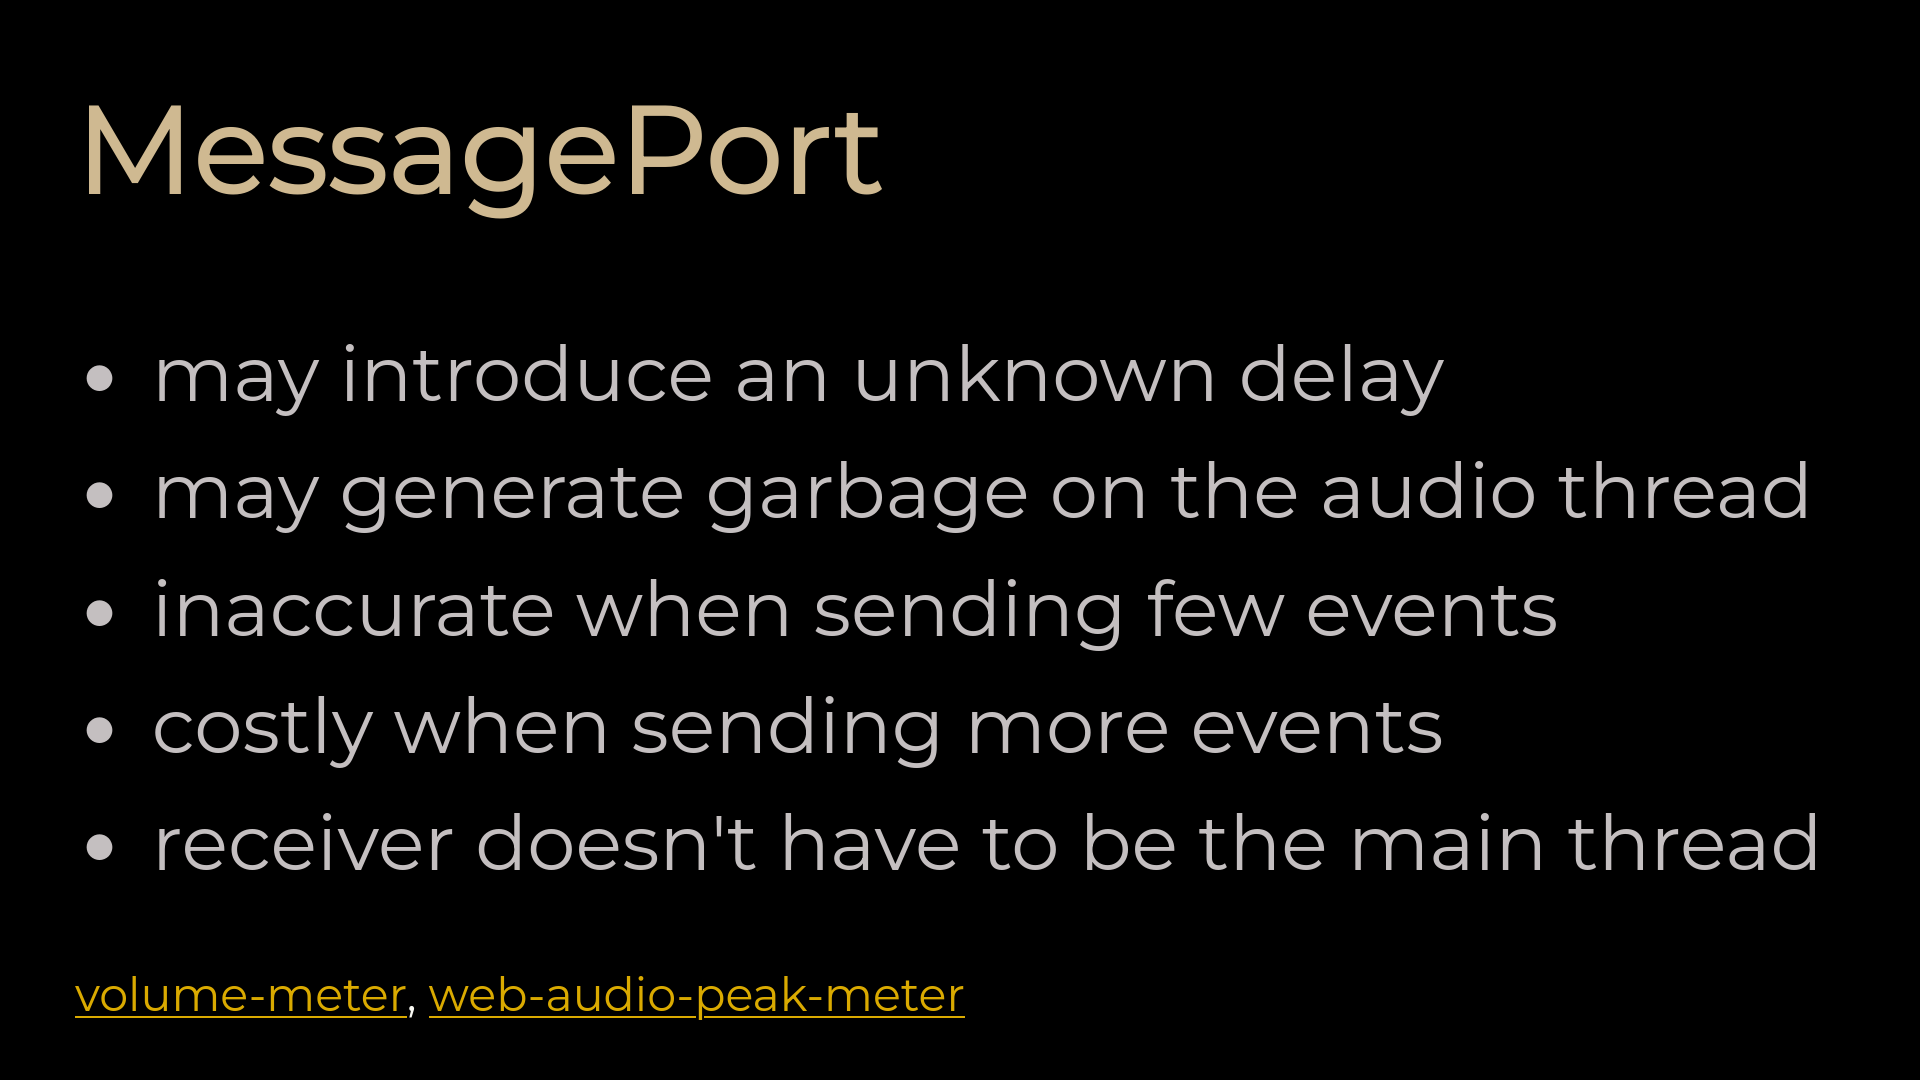 MessagePort
● may introduce an unknown delay
● may generate garbage on the audio thread
● inaccurate when sending few events
● costly when sending more events
● receiver doesn't have to be the main thread
volume-meter, web-audio-peak-meter